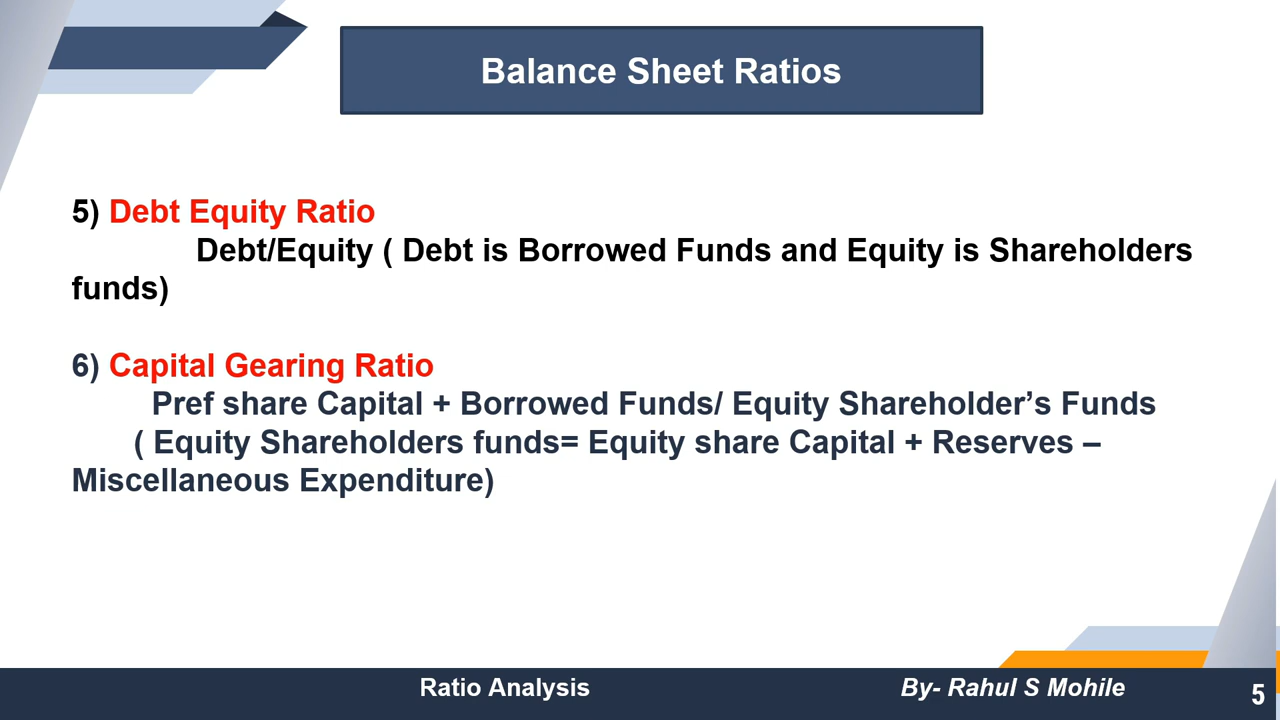 Balance Sheet Ratios
5) Debt Equity Ratio
Debt/Equity ( Debt is Borrowed Funds and Equity is Shareholders
funds)
6) Capital Gearing Ratio
Pref share Capital + Borrowed Funds/ Equity Shareholder’s Funds
( Equity Shareholders funds= Equity share Capital + Reserves –
Miscellaneous Expenditure)
Ratio Analysis
By- Rahul S Mohile
5